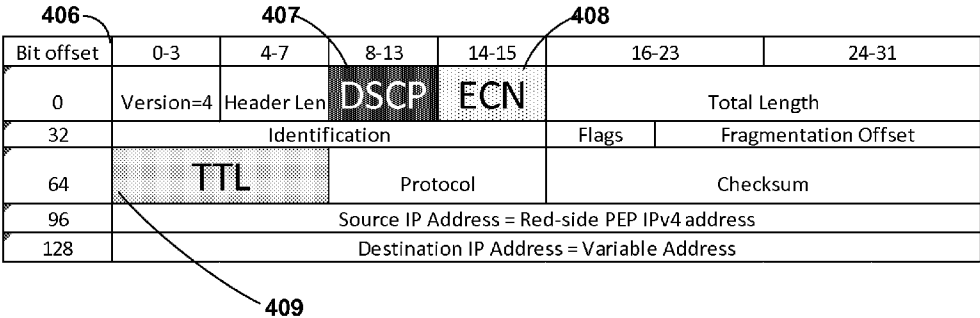 406 407 408
Bit offset 0-3 4-7 8-13 14-15 16-23 24-31
0 Version=4 Header Len DSCP ECN Total Length
32 Identification Flags Fragmentation Offset
64 TTL Protocol Checksum
96 Source IP Address = Red-side PEP IPv4 address
128 Destination IP Address = Variable Address
409